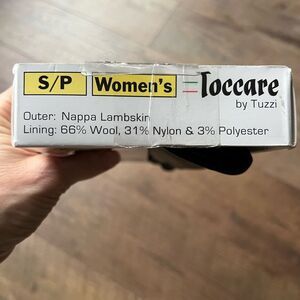 S/P Women's Toccare
by Tuzzi
Outer: Nappa Lambskin
Lining: 66% Wool, 31% Nylon & 3% Polyester